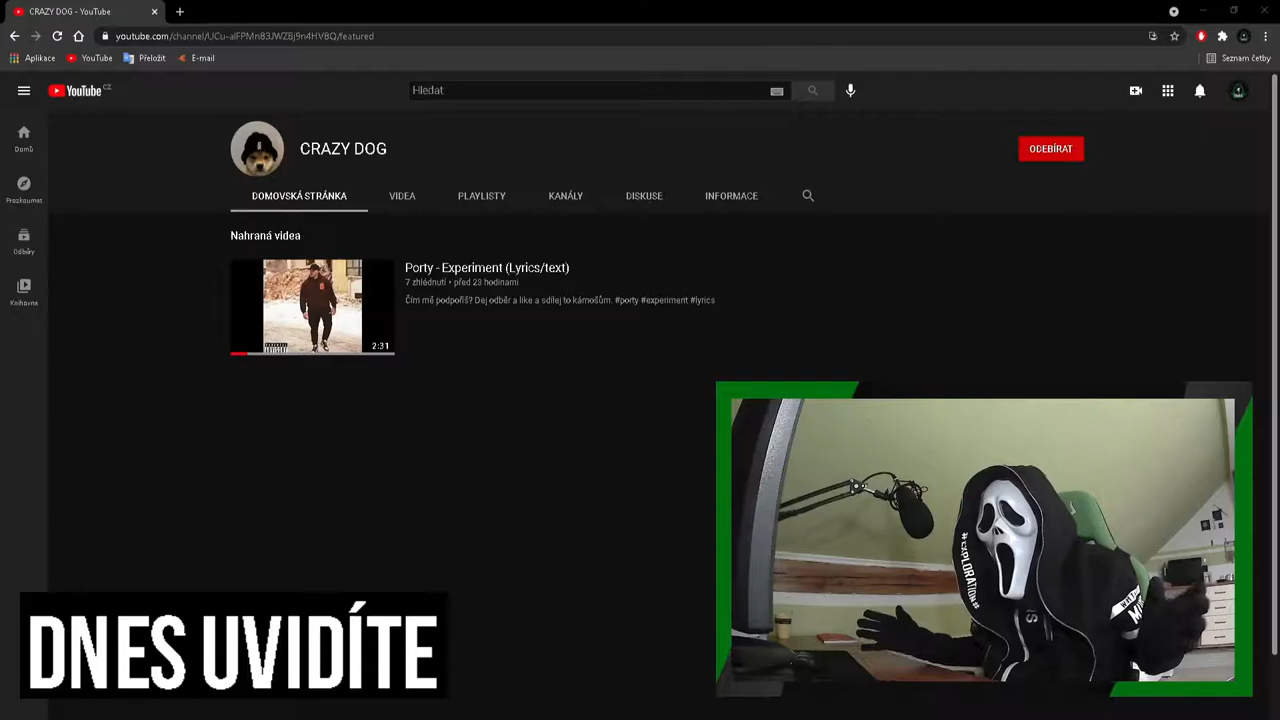 CRAZY DOG - YouTube
youtube.com/channel/UCu-aIFPMn83JWZBj9n4HVBQ/featured
Aplikace YouTube Přeložit E-mail Seznam četby
YouTube CZ
Hledat
Domů
Prozkoumat
Odběry
Knihovna
CRAZY DOG
ODEBÍRAT
DOMOVSKÁ STRÁNKA VIDEA PLAYLISTY KANÁLY DISKUSE INFORMACE
Nahraná videa
Porty - Experiment (Lyrics/text)
7 zhlédnutí • před 23 hodinami
Čím mě podpoříš? Dej odběr a like a sdílej to kámošům. #porty #experiment #lyrics
2:31
DNES UVIDÍTE